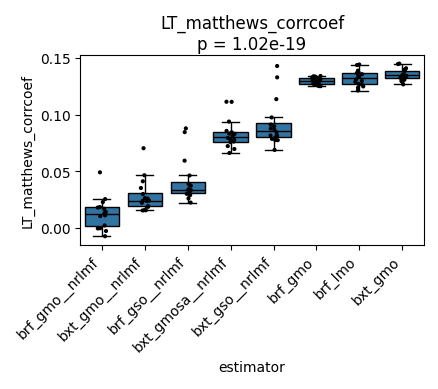 LT_matthews_corrcoef
p = 1.02e-19
LT_matthews_corrcoef
0.15
0.10
0.05
0.00
brf_gmo__nrlmf
bxt_gmo__nrlmf
brf_gso__nrlmf
bxt_gmosa__nrlmf
bxt_gso__nrlmf
brf_gmo
brf_lmo
bxt_gmo
estimator